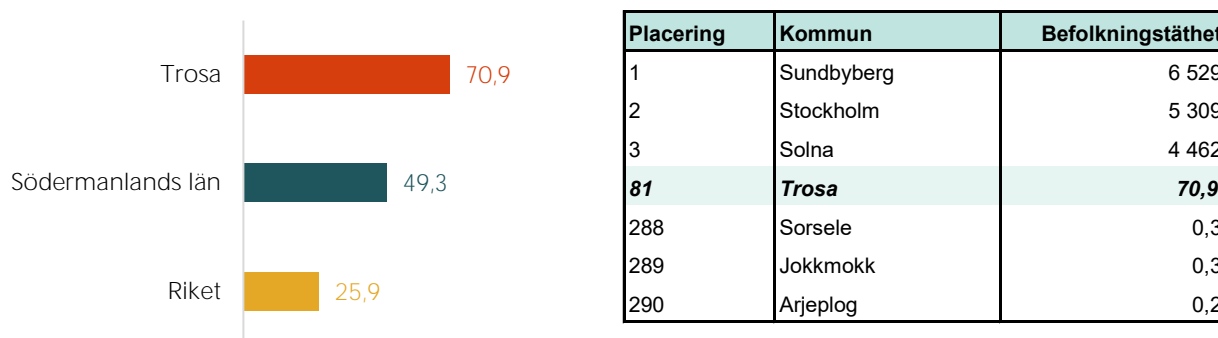 Trosa 70,9
Södermanlands län 49,3
Riket 25,9
Placering Kommun Befolkningstäthet
1 Sundbyberg 6 529
2 Stockholm 5 309
3 Solna 4 462
81 Trosa 70,9
288 Sorsele 0,3
289 Jokkmokk 0,3
290 Arjeplog 0,2